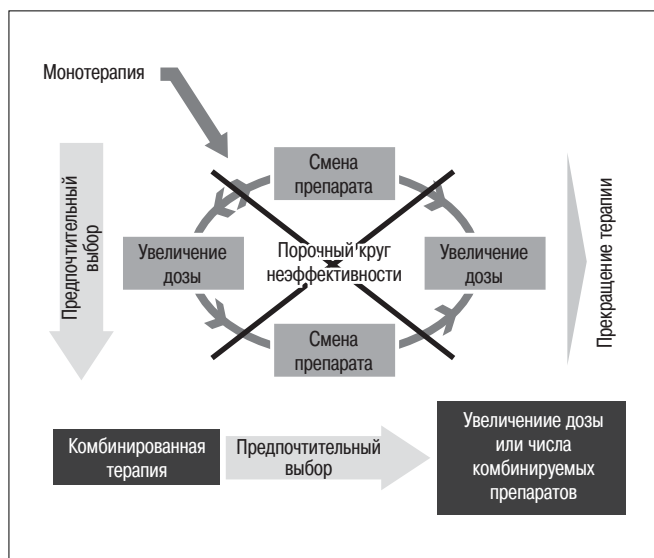 Монотерапия
Смена
препарата
Предпочтительный
выбор
Увеличение
дозы
Порочный круг
неэффективности
Увеличение
дозы
Прекращение терапии
Смена
препарата
Комбинированная
терапия
Предпочтительный
выбор
Увеличениие дозы
или числа
комбинируемых
препаратов